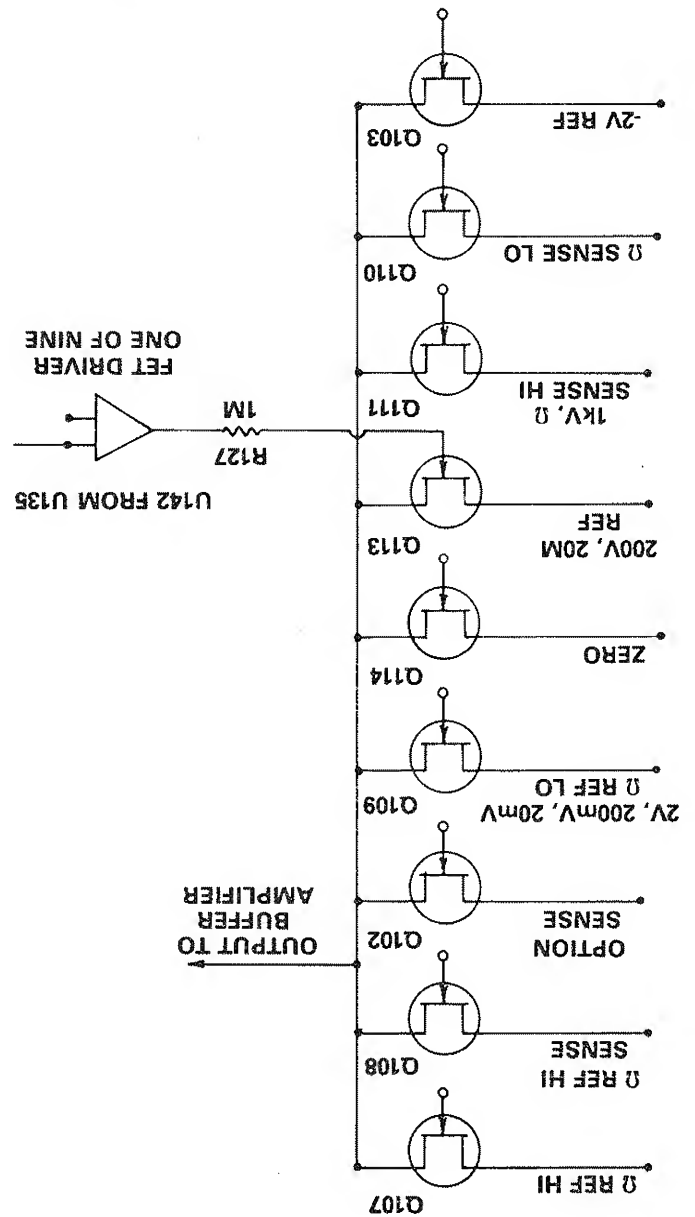 Q107
Ω REF HI
Q108
Ω REF HI
SENSE
OUTPUT TO
BUFFER
AMPLIFIER
Q102
OPTION
SENSE
Q109
2V, 200mV, 20mV
Ω REF LO
Q114
ZERO
Q113
200V, 20M
REF
U142 FROM U135
R127
1M
FET DRIVER
ONE OF NINE
Q111
1kV, Ω
SENSE HI
Q110
Ω SENSE LO
Q103
-2V REF